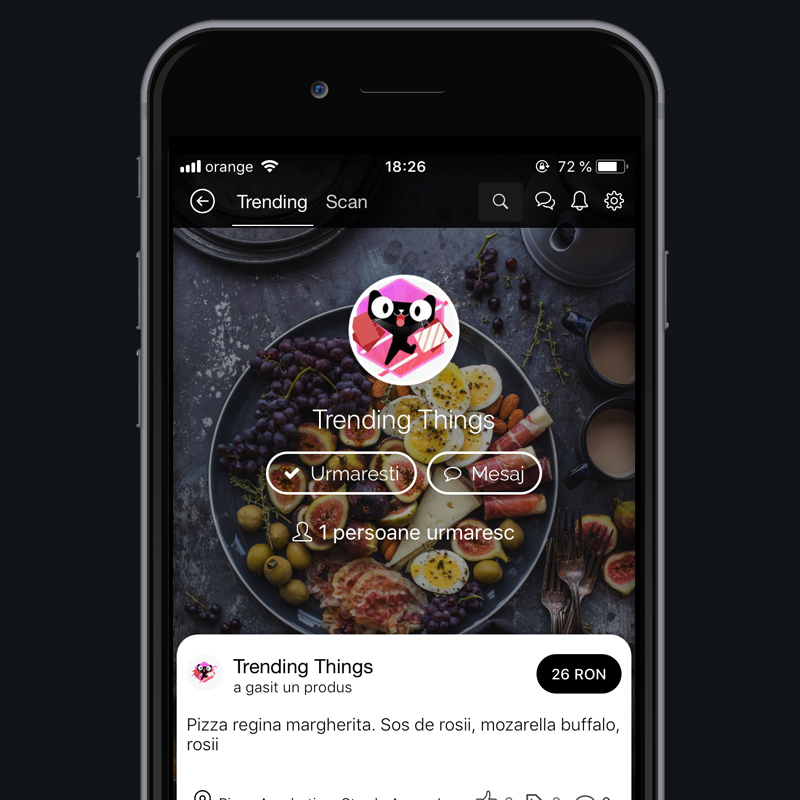 orange 18:26 72 %
Trending Scan
Trending Things
Urmaresti Mesaj
1 persoane urmaresc
Trending Things
26 RON
a gasit un produs
Pizza regina margherita. Sos de rosii, mozarella buffalo,
rosii